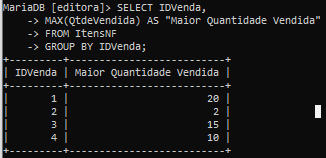 MariaDB [editora]> SELECT IDVenda,
    -> MAX(QtdeVendida) AS "Maior Quantidade Vendida"
    -> FROM ItensNF
    -> GROUP BY IDVenda;
+---------+--------------------------+
| IDVenda | Maior Quantidade Vendida |
+---------+--------------------------+
|       1 |                       20 |
|       2 |                        2 |
|       3 |                       15 |
|       4 |                       10 |
+---------+--------------------------+